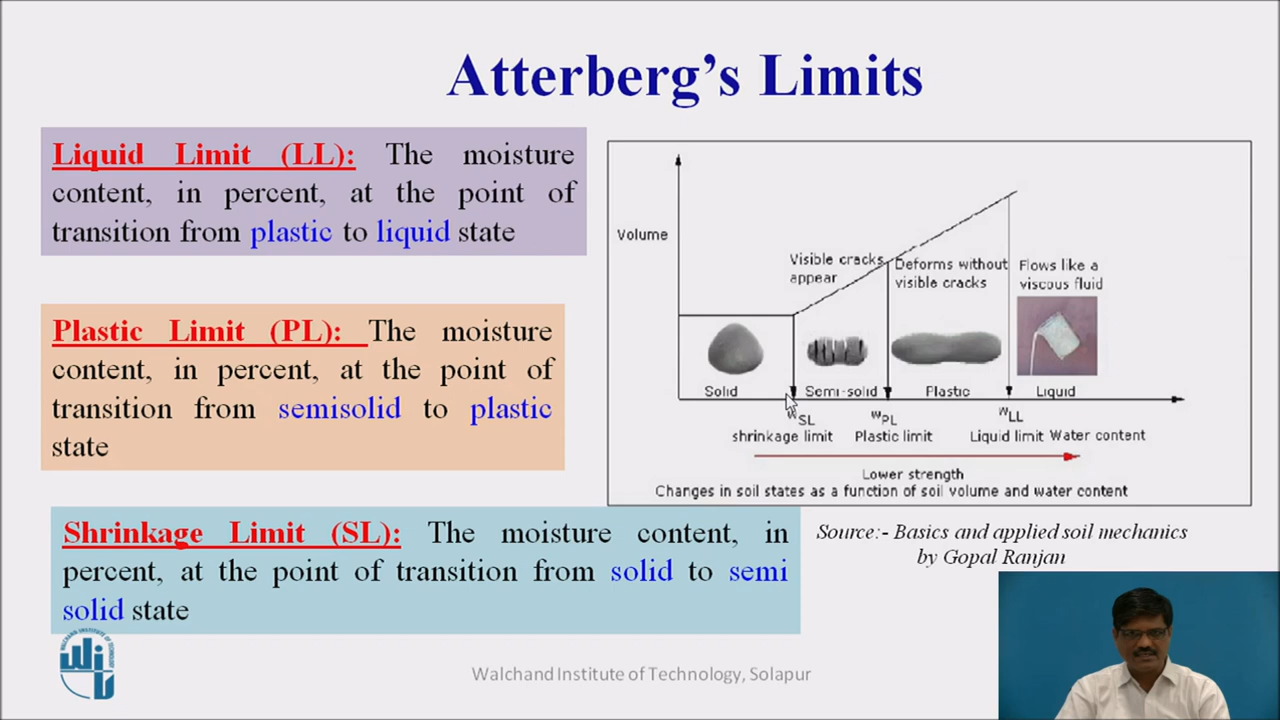 Atterberg’s Limits
Liquid Limit (LL): The moisture
content, in percent, at the point of
transition from plastic to liquid state
Plastic Limit (PL): The moisture
content, in percent, at the point of
transition from semisolid to plastic
state
Shrinkage Limit (SL): The moisture content, in
percent, at the point of transition from solid to semi
solid state
Volume
Visible cracks
appear
Deforms without
visible cracks
Flows like a
viscous fluid
Solid
Semi-solid
Plastic
Liquid
wSL
wPL
wLL
shrinkage limit
Plastic limit
Liquid limit
Water content
Lower strength
Changes in soil states as a function of soil volume and water content
Source:- Basics and applied soil mechanics
by Gopal Ranjan
WALCHAND INSTITUTE OF TECHNOLOGY
WIT
Walchand Institute of Technology, Solapur